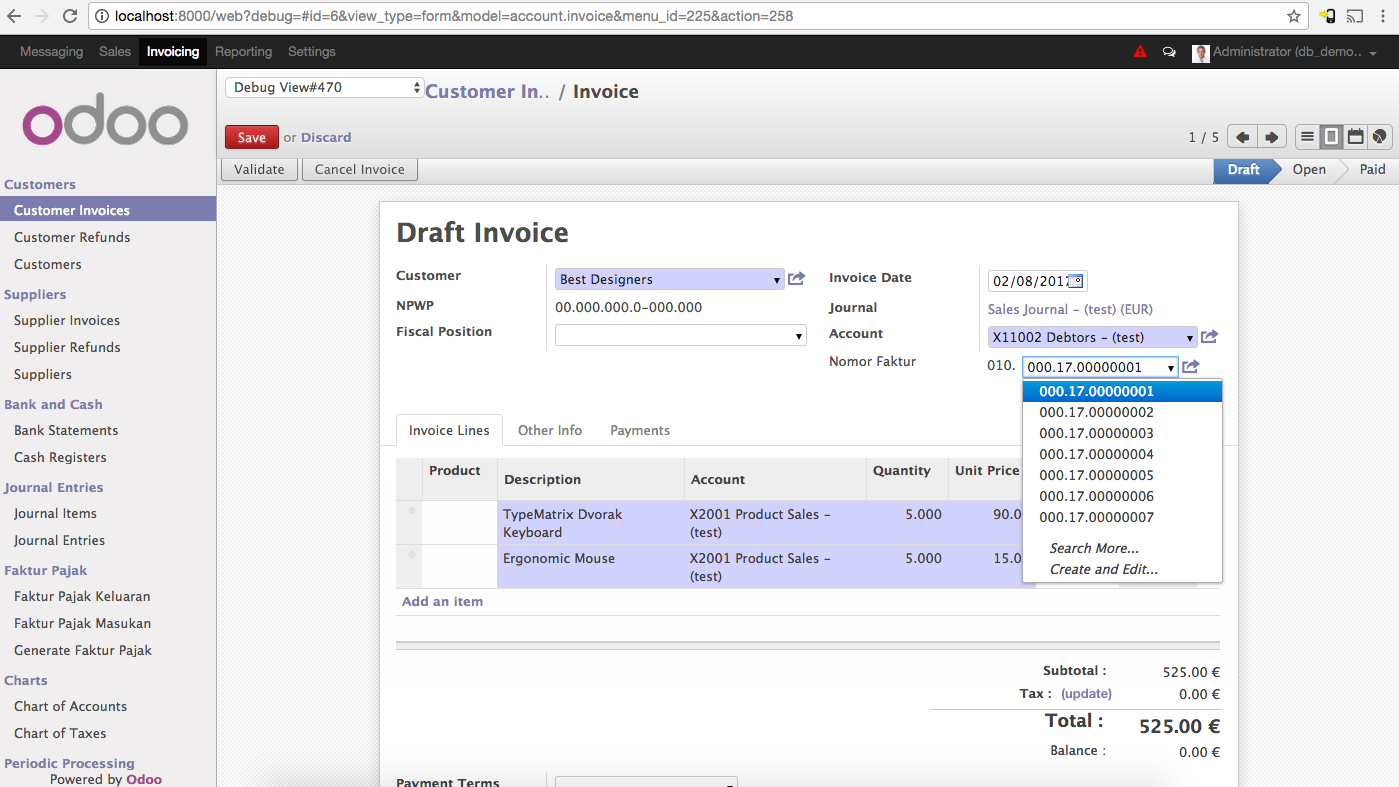 localhost:8000/web?debug=#id=6&view_type=form&model=account.invoice&menu_id=225&action=258
Messaging Sales Invoicing Reporting Settings
Administrator (db_demo..
odoo
Customers
Customer Invoices
Customer Refunds
Customers
Suppliers
Supplier Invoices
Supplier Refunds
Suppliers
Bank and Cash
Bank Statements
Cash Registers
Journal Entries
Journal Items
Journal Entries
Faktur Pajak
Faktur Pajak Keluaran
Faktur Pajak Masukan
Generate Faktur Pajak
Charts
Chart of Accounts
Chart of Taxes
Periodic Processing
Powered by Odoo
Debug View#470
Customer In.. / Invoice
Save or Discard
1 / 5
Validate Cancel Invoice
Draft Open Paid
Draft Invoice
Customer Best Designers
NPWP 00.000.000.0-000.000
Fiscal Position
Invoice Date 02/08/2017
Journal Sales Journal - (test) (EUR)
Account X11002 Debtors - (test)
Nomor Faktur 010. 000.17.00000001
000.17.00000001
000.17.00000002
000.17.00000003
000.17.00000004
000.17.00000005
000.17.00000006
000.17.00000007
Search More...
Create and Edit...
Invoice Lines Other Info Payments
Product Description Account Quantity Unit Price
TypeMatrix Dvorak X2001 Product Sales - 5.000 90.0
Keyboard (test)
Ergonomic Mouse X2001 Product Sales - 5.000 15.0
(test)
Add an item
Subtotal : 525.00 €
Tax : (update) 0.00 €
Total : 525.00 €
Balance : 0.00 €
Payment Terms